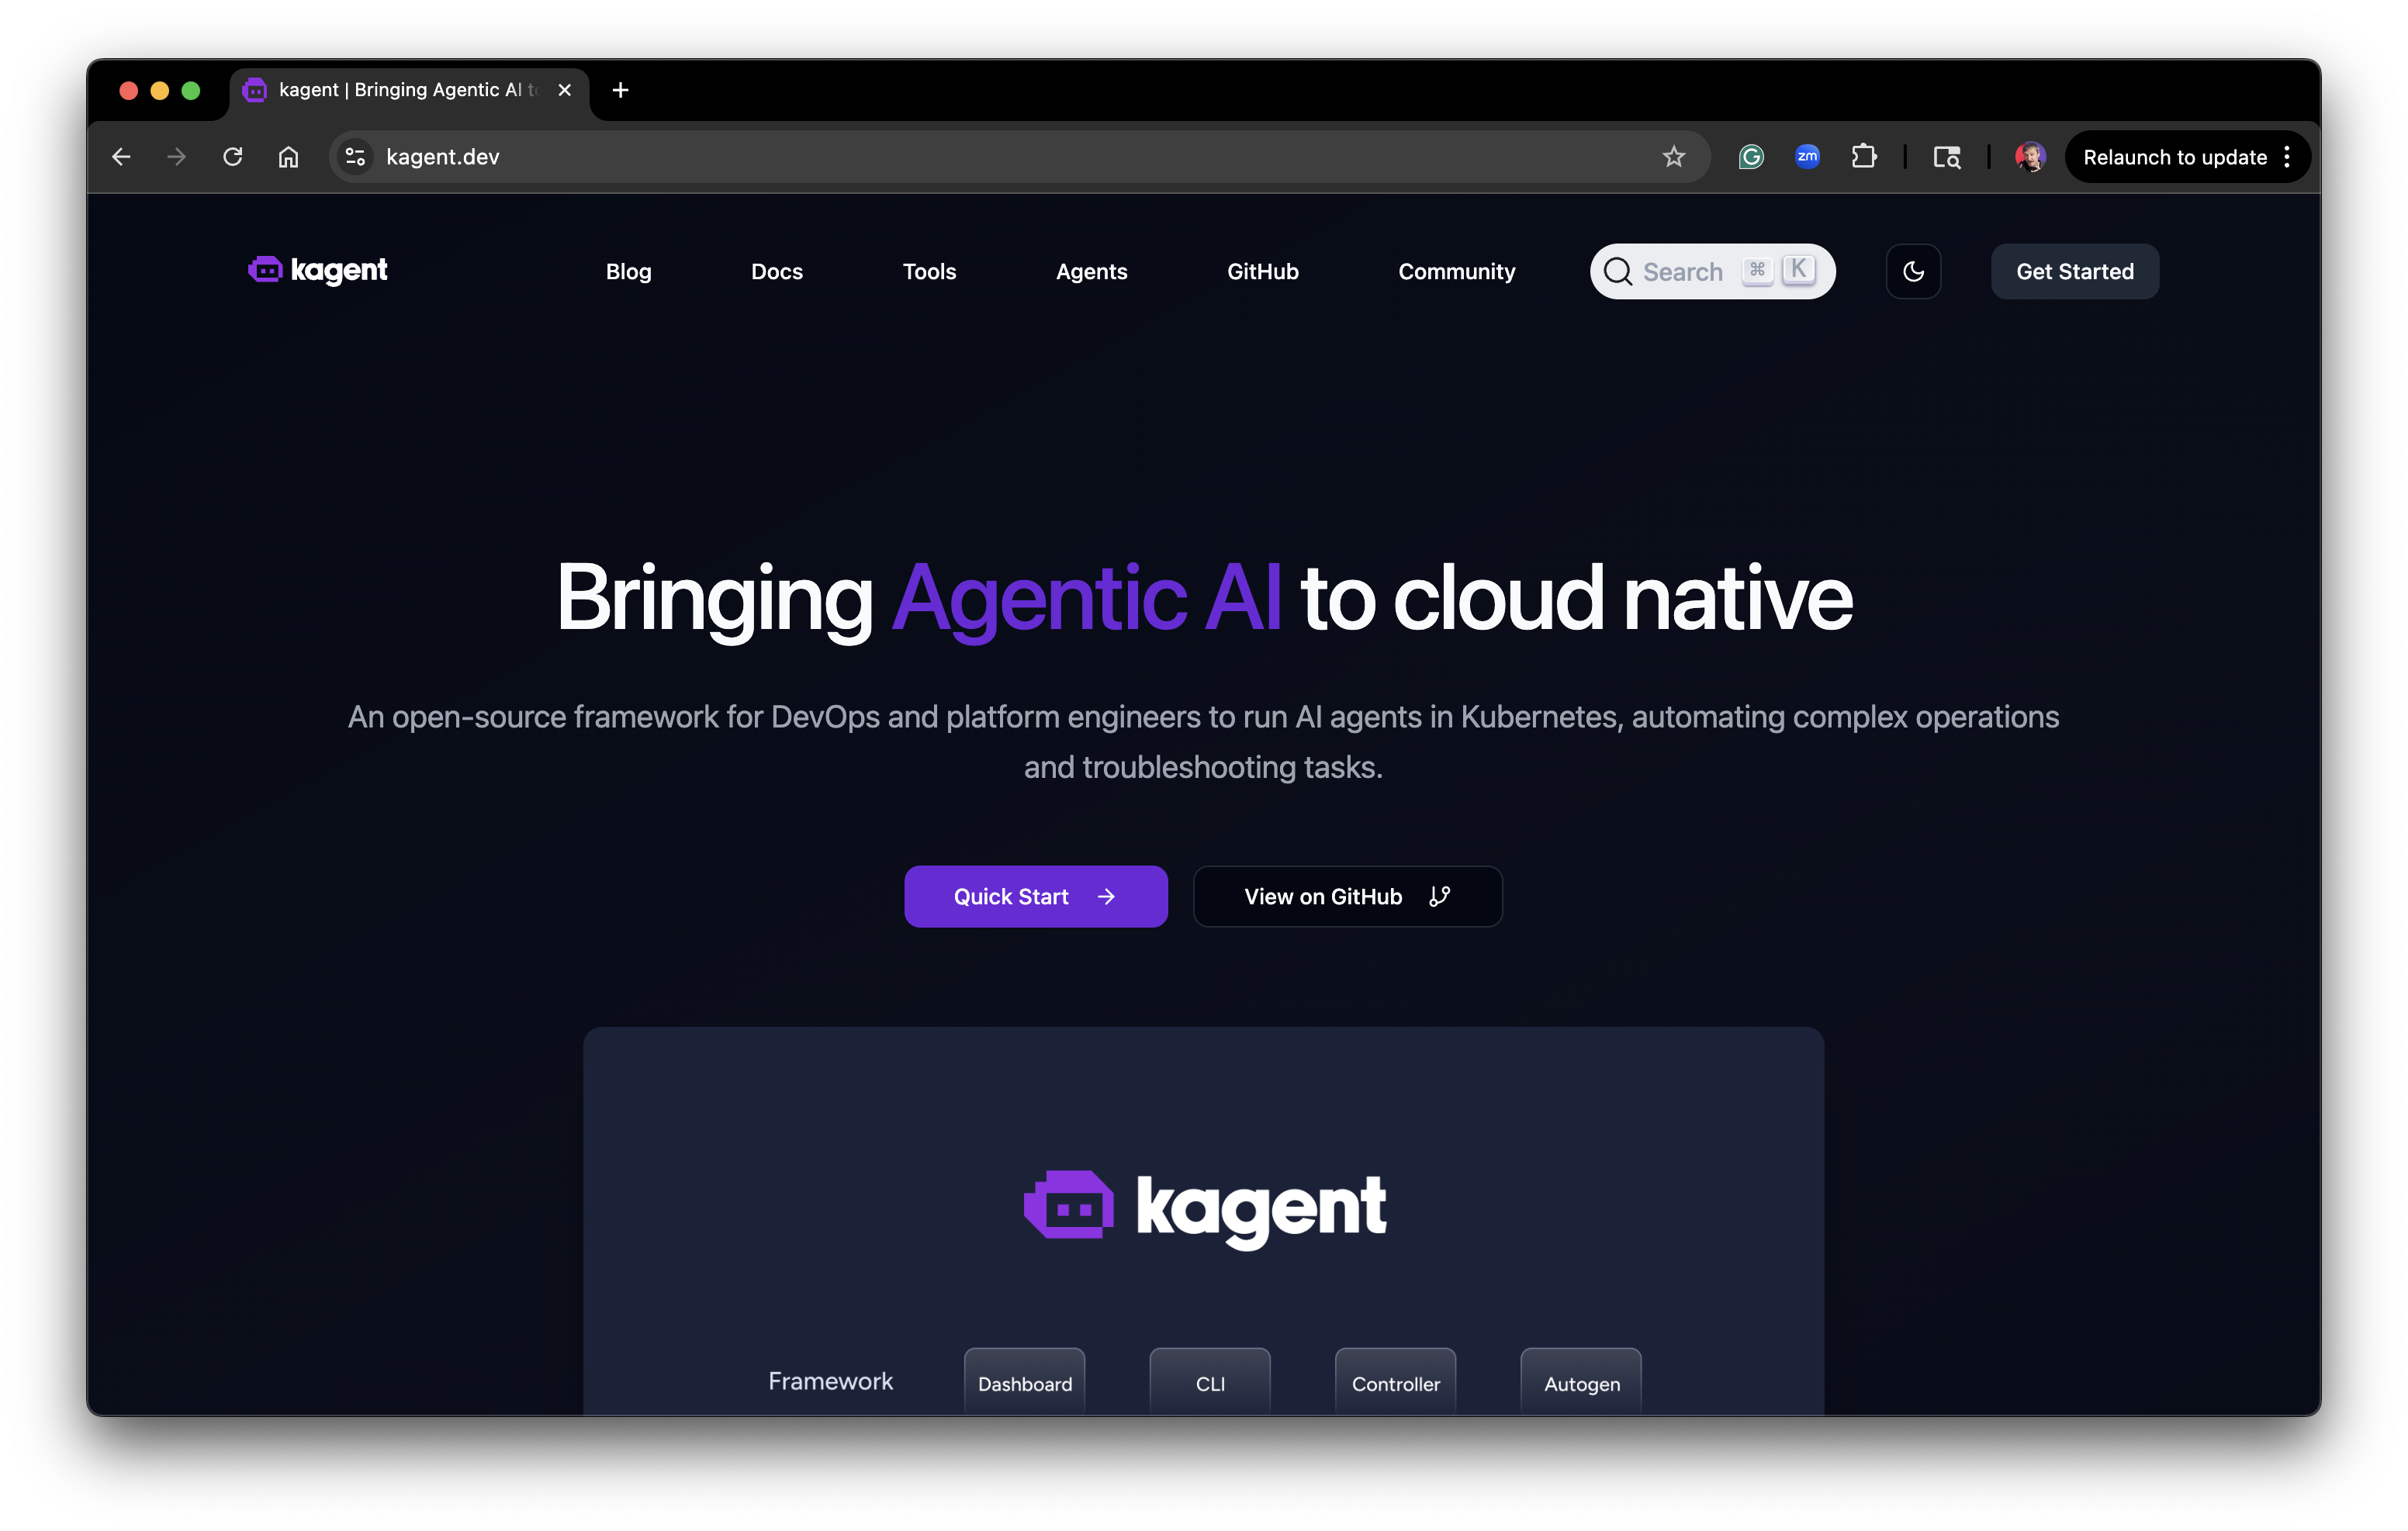 kagent | Bringing Agentic AI to
kagent.dev
zm
Relaunch to update
kagent
Blog
Docs
Tools
Agents
GitHub
Community
Search ⌘ K
Get Started
Bringing Agentic AI to cloud native
An open-source framework for DevOps and platform engineers to run AI agents in Kubernetes, automating complex operations
and troubleshooting tasks.
Quick Start
View on GitHub
kagent
Framework
Dashboard
CLI
Controller
Autogen